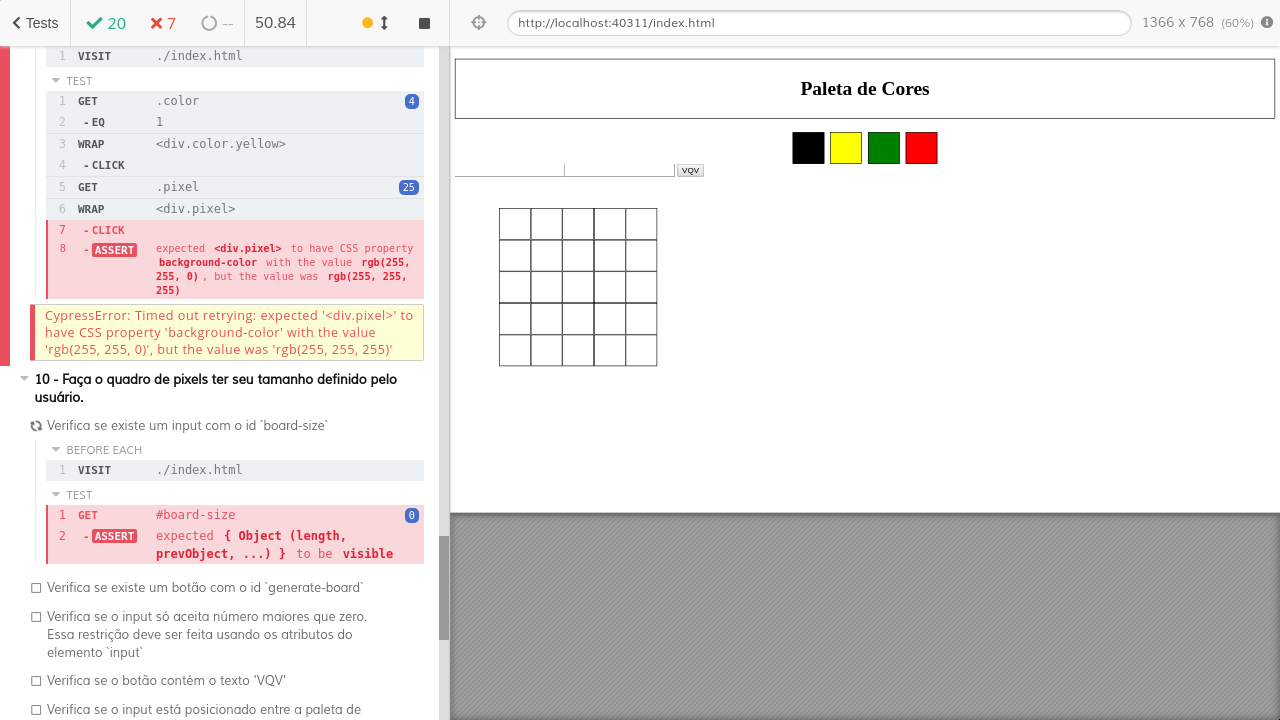 Tests
20
7
--
50.84
http://localhost:40311/index.html
1366 x 768 (60%)
1 VISIT ./index.html
TEST
1 GET .color 4
2 - EQ 1
3 WRAP <div.color.yellow>
4 - CLICK
5 GET .pixel 25
6 WRAP <div.pixel>
7 - CLICK
8 - ASSERT expected <div.pixel> to have CSS property
background-color with the value rgb(255,
255, 0) , but the value was rgb(255, 255,
255)
CypressError: Timed out retrying: expected '<div.pixel>' to
have CSS property 'background-color' with the value
'rgb(255, 255, 0)', but the value was 'rgb(255, 255, 255)'
10 - Faça o quadro de pixels ter seu tamanho definido pelo
usuário.
Verifica se existe um input com o id `board-size`
BEFORE EACH
1 VISIT ./index.html
TEST
1 GET #board-size 0
2 - ASSERT expected { Object (length,
prevObject, ...) } to be visible
Verifica se existe um botão com o id `generate-board`
Verifica se o input só aceita número maiores que zero.
Essa restrição deve ser feita usando os atributos do
elemento `input`
Verifica se o botão contém o texto 'VQV'
Verifica se o input está posicionado entre a paleta de
Paleta de Cores
VQV